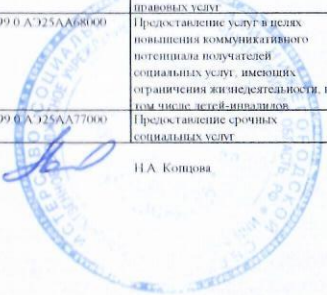 правовых услуг
99.0.АЭ25АА68000 Предоставление услуг в целях
повышения коммуникативного
потенциала получателей
социальных услуг, имеющих
ограничения жизнедеятельности, в
том числе детей-инвалидов
99.0.АЭ25АА77000 Предоставление срочных
социальных услуг
Н.А. Копцова